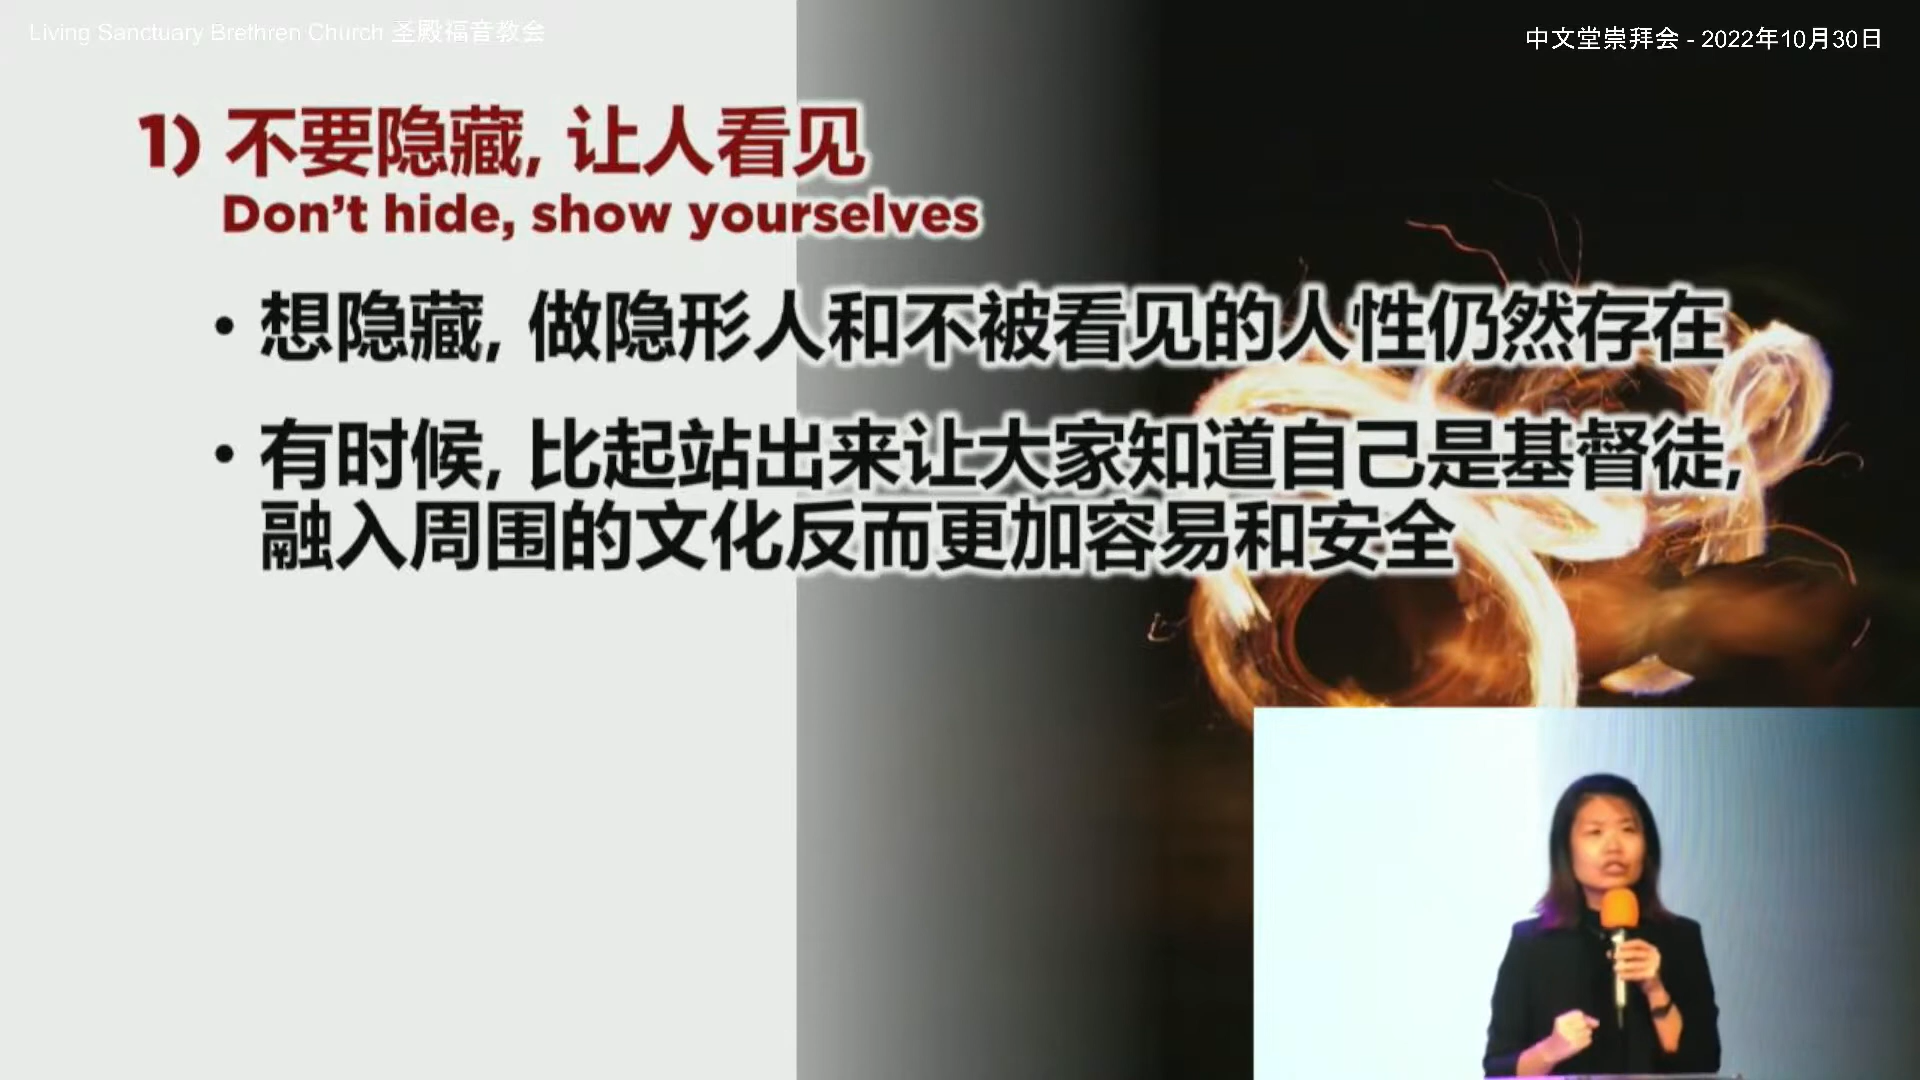 Living Sanctuary Brethren Church 圣殿福音教会
中文堂崇拜会 - 2022年10月30日
1) 不要隐藏, 让人看见
Don't hide, show yourselves
• 想隐藏, 做隐形人和不被看见的人性仍然存在
• 有时候, 比起站出来让大家知道自己是基督徒,
融入周围的文化反而更加容易和安全